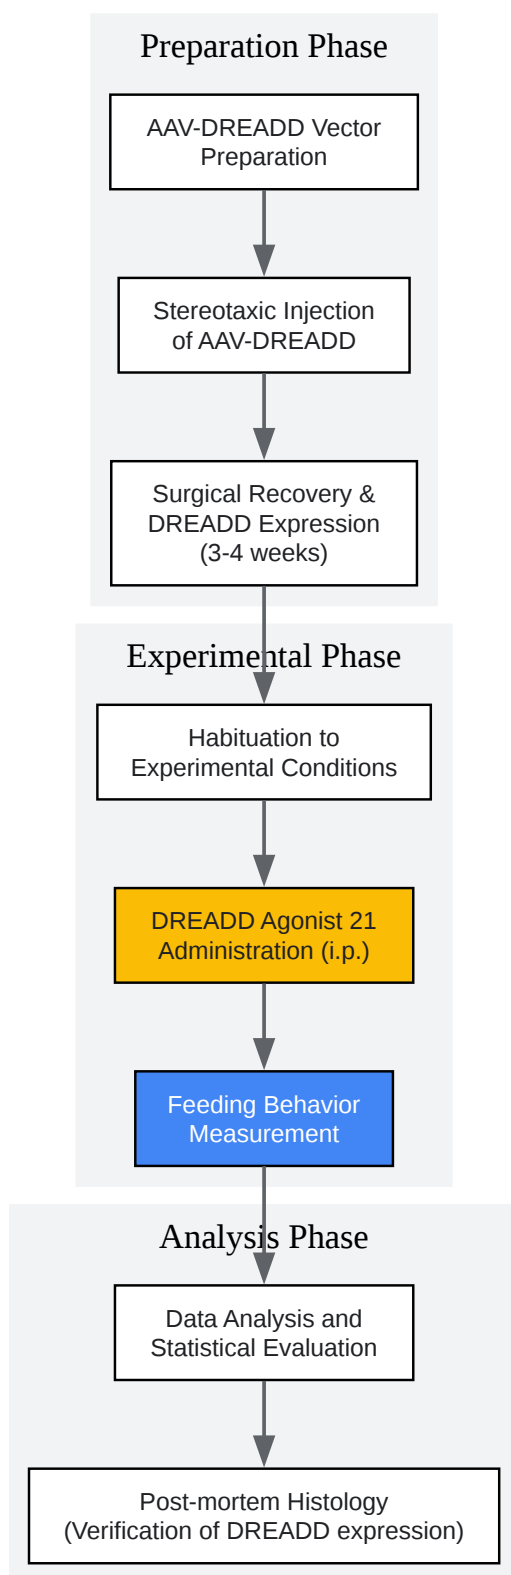 Preparation Phase
AAV-DREADD Vector
Preparation
Stereotaxic Injection
of AAV-DREADD
Surgical Recovery &
DREADD Expression
(3-4 weeks)
Experimental Phase
Habituation to
Experimental Conditions
DREADD Agonist 21
Administration (i.p.)
Feeding Behavior
Measurement
Analysis Phase
Data Analysis and
Statistical Evaluation
Post-mortem Histology
(Verification of DREADD expression)